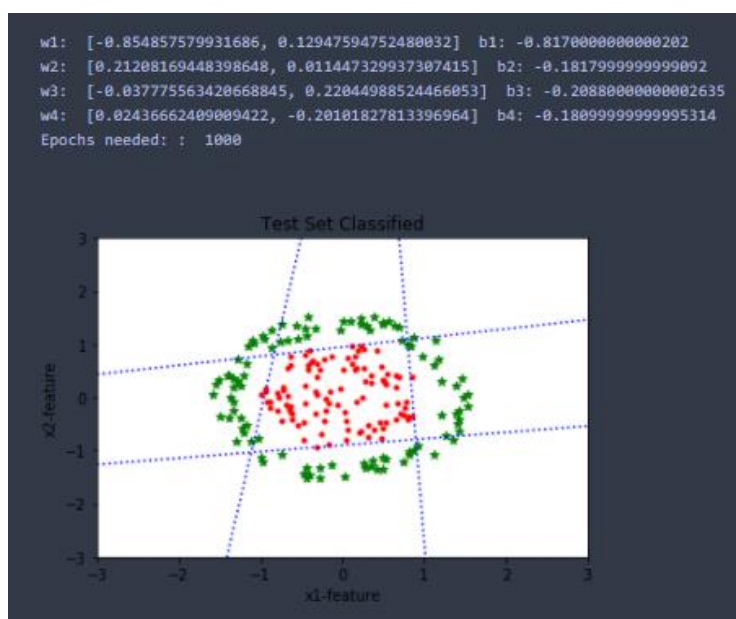 w1: [-0.854857579931686, 0.12947594752480032] b1: -0.8170000000000202
w2: [0.21208169448398648, 0.011447329937307415] b2: -0.1817999999999092
w3: [-0.037775563420668845, 0.22044988524466053] b3: -0.20880000000002635
w4: [0.02436662409009422, -0.20101827813396964] b4: -0.18099999999995314
Epochs needed: : 1000
Test Set Classified
3
2
1
0
−1
−2
−3
x2-feature
−3 −2 −1 0 1 2 3
x1-feature